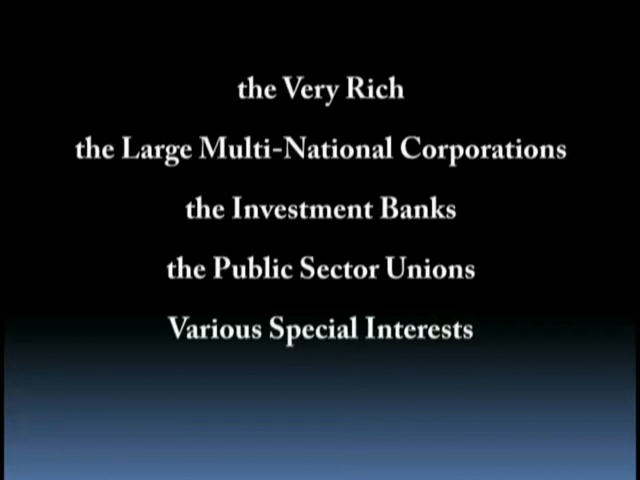 the Very Rich
the Large Multi-National Corporations
the Investment Banks
the Public Sector Unions
Various Special Interests